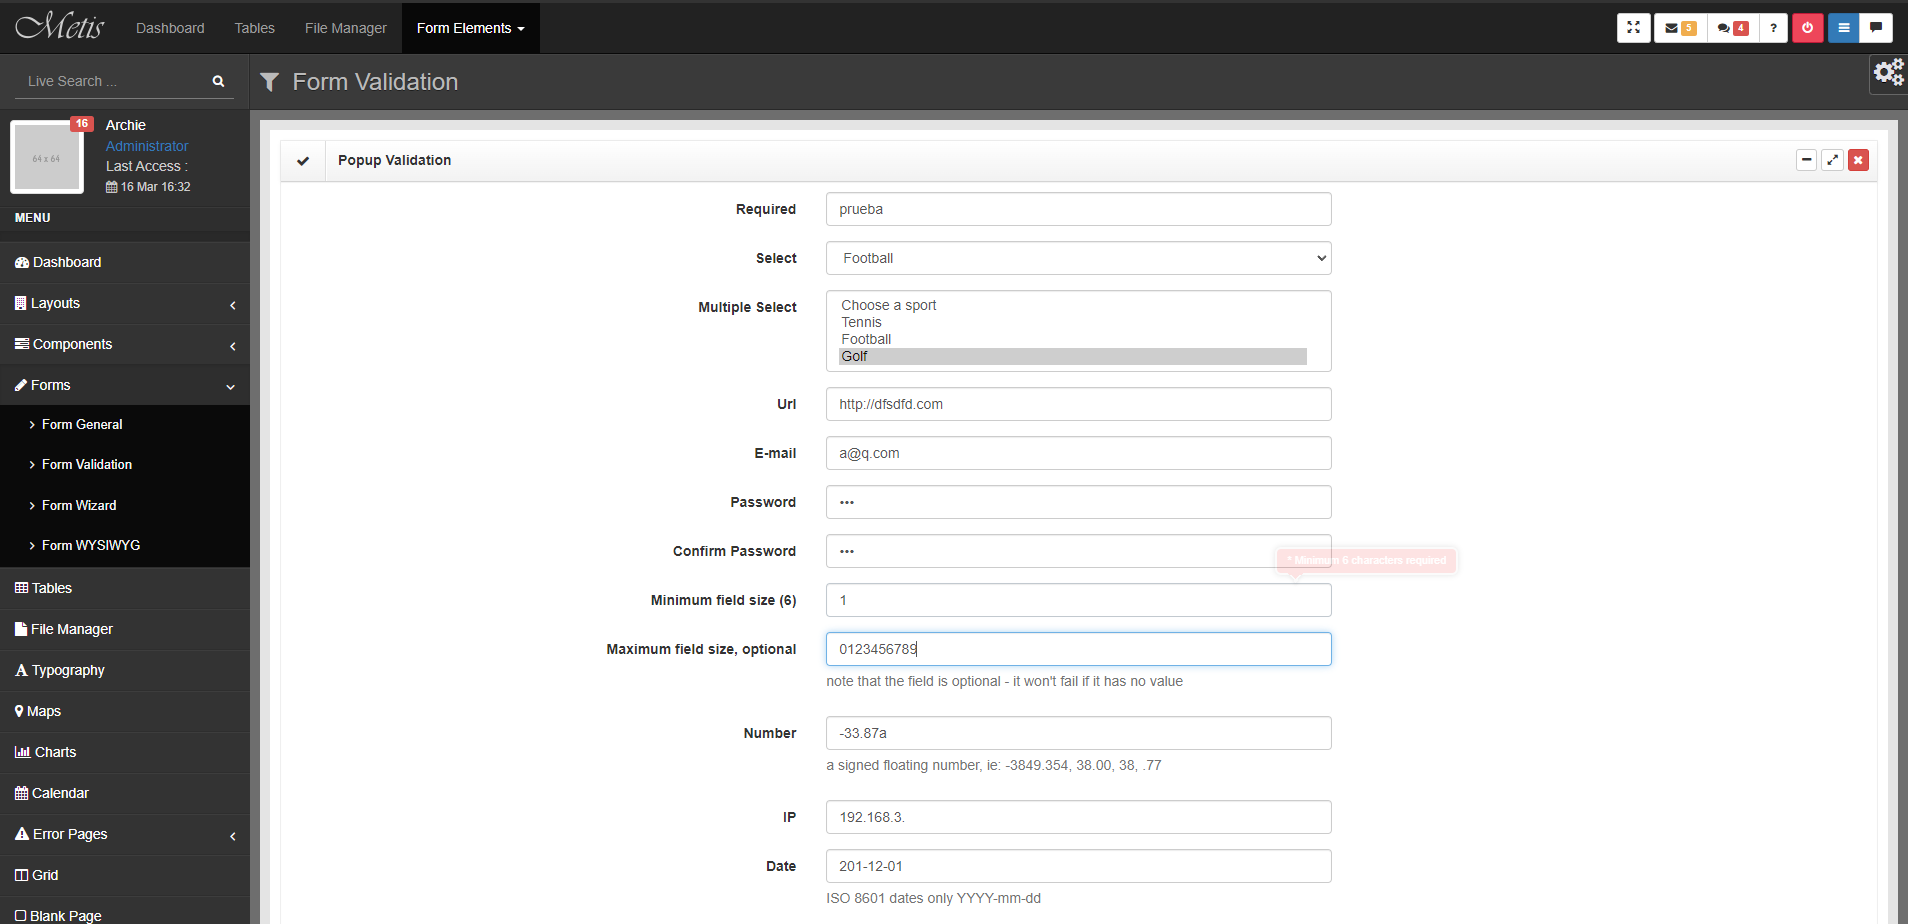 Metis
Dashboard
Tables
File Manager
Form Elements
5
4
?
Live Search ...
Form Validation
64 x 64
16
Archie
Administrator
Last Access :
16 Mar 16:32
MENU
Dashboard
Layouts
Components
Forms
Form General
Form Validation
Form Wizard
Form WYSIWYG
Tables
File Manager
Typography
Maps
Charts
Calendar
Error Pages
Grid
Blank Page
Popup Validation
Required
prueba
Select
Football
Multiple Select
Choose a sport
Tennis
Football
Golf
Url
http://dfsdfd.com
E-mail
a@q.com
Password
•••
Confirm Password
•••
* Minimum 6 characters required
Minimum field size (6)
1
Maximum field size, optional
0123456789
note that the field is optional - it won't fail if it has no value
Number
-33.87a
a signed floating number, ie: -3849.354, 38.00, 38, .77
IP
192.168.3.
Date
201-12-01
ISO 8601 dates only YYYY-mm-dd